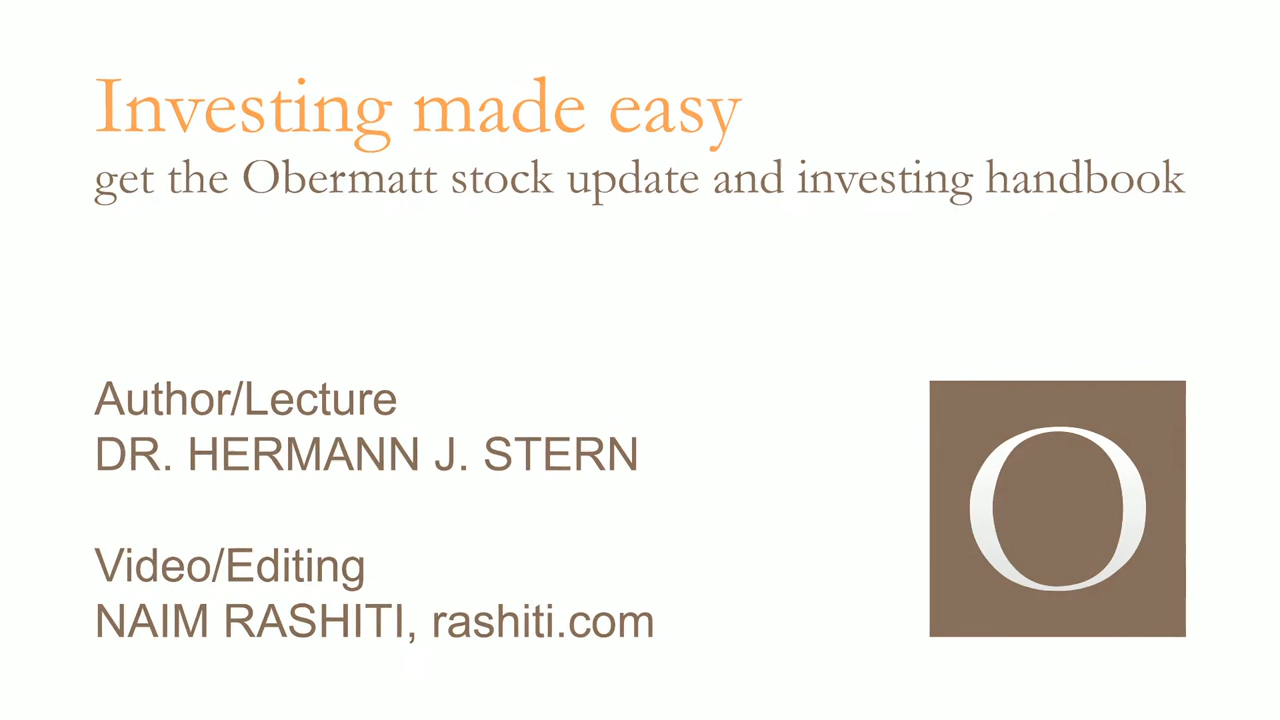 Investing made easy
get the Obermatt stock update and investing handbook
Author/Lecture
DR. HERMANN J. STERN
Video/Editing
NAIM RASHITI, rashiti.com
O